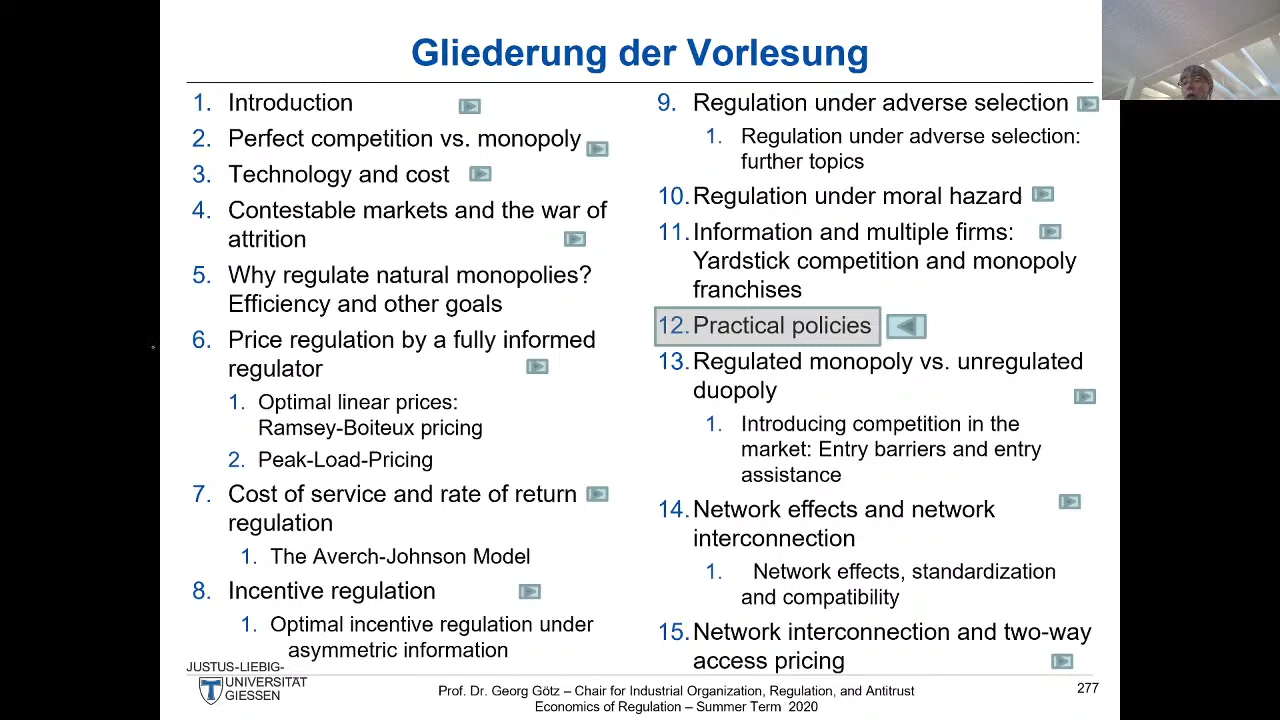 Gliederung der Vorlesung
1. Introduction
2. Perfect competition vs. monopoly
3. Technology and cost
4. Contestable markets and the war of
attrition
5. Why regulate natural monopolies?
Efficiency and other goals
6. Price regulation by a fully informed
regulator
1. Optimal linear prices:
Ramsey-Boiteux pricing
2. Peak-Load-Pricing
7. Cost of service and rate of return
regulation
1. The Averch-Johnson Model
8. Incentive regulation
1. Optimal incentive regulation under
asymmetric information
9. Regulation under adverse selection
1. Regulation under adverse selection:
further topics
10. Regulation under moral hazard
11. Information and multiple firms:
Yardstick competition and monopoly
franchises
12. Practical policies
13. Regulated monopoly vs. unregulated
duopoly
1. Introducing competition in the
market: Entry barriers and entry
assistance
14. Network effects and network
interconnection
1. Network effects, standardization
and compatibility
15. Network interconnection and two-way
access pricing
JUSTUS-LIEBIG-
UNIVERSITÄT
GIESSEN
Prof. Dr. Georg Götz – Chair for Industrial Organization, Regulation, and Antitrust
Economics of Regulation – Summer Term 2020
277